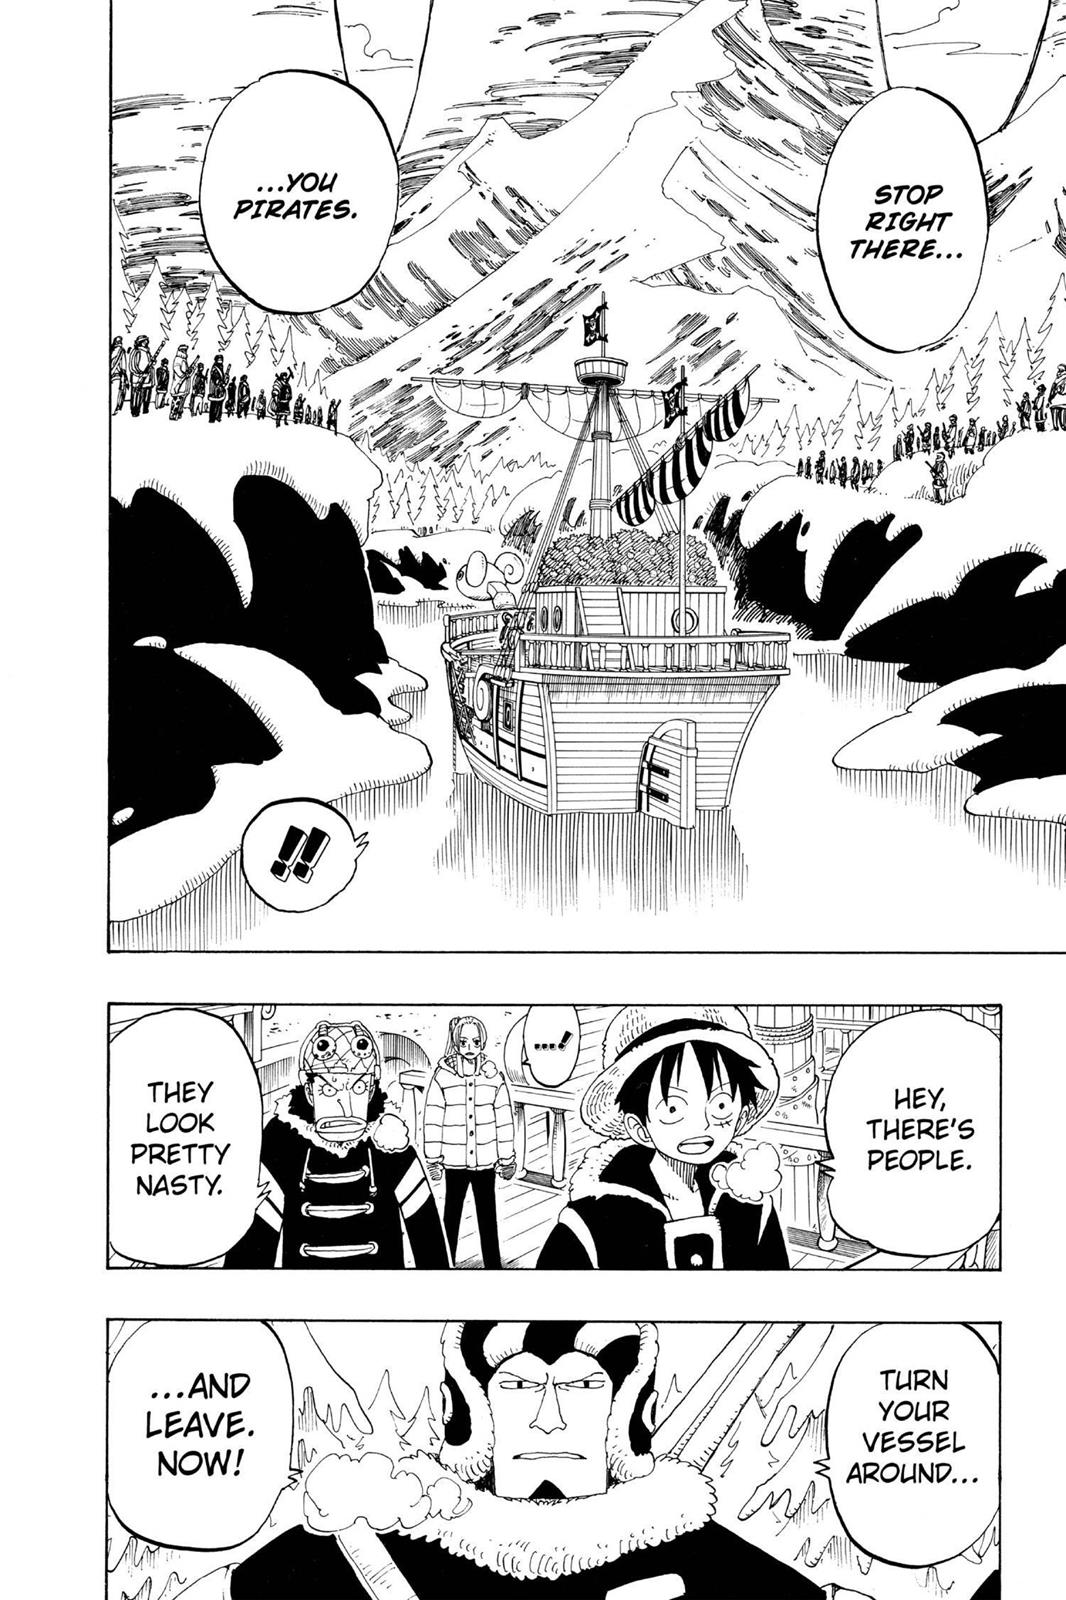 STOP
RIGHT
THERE...
...YOU
PIRATES.
!!
HEY,
THERE'S
PEOPLE.
....!
THEY
LOOK
PRETTY
NASTY.
TURN
YOUR
VESSEL
AROUND...
...AND
LEAVE.
NOW!